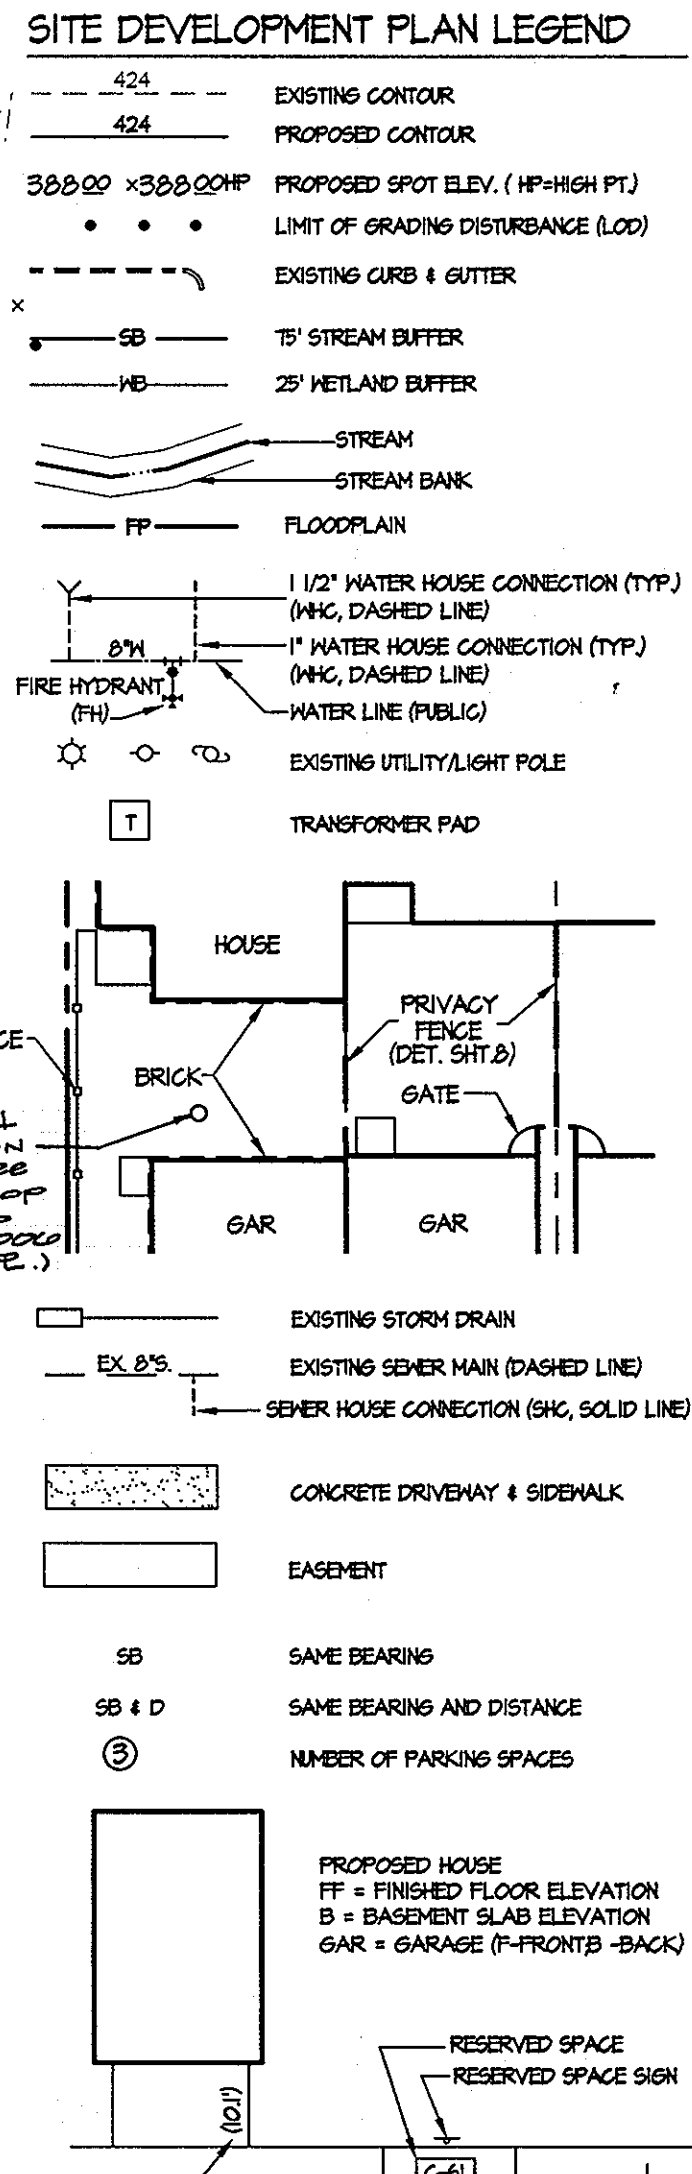 SITE DEVELOPMENT PLAN LEGEND
424
EXISTING CONTOUR
424
PROPOSED CONTOUR
38800 x38800HP PROPOSED SPOT ELEV. ( HP=HIGH PT.)
LIMIT OF GRADING DISTURBANCE (LOD)
EXISTING CURB & GUTTER
x
SB 75' STREAM BUFFER
WB 25' WETLAND BUFFER
STREAM
STREAM BANK
FP FLOODPLAIN
1 1/2" WATER HOUSE CONNECTION (TYP.)
(WHC, DASHED LINE)
8"W
1" WATER HOUSE CONNECTION (TYP.)
(WHC, DASHED LINE)
FIRE HYDRANT
(FH)
WATER LINE (PUBLIC)
EXISTING UTILITY/LIGHT POLE
T TRANSFORMER PAD
HOUSE
PRIVACY
FENCE
(DET. SHT.8)
CE
BRICK
GATE
GAR
GAR
EXISTING STORM DRAIN
EX. 8"S. EXISTING SEWER MAIN (DASHED LINE)
SEWER HOUSE CONNECTION (SHC, SOLID LINE)
CONCRETE DRIVEWAY & SIDEWALK
EASEMENT
SB SAME BEARING
SB & D SAME BEARING AND DISTANCE
3 NUMBER OF PARKING SPACES
PROPOSED HOUSE
FF = FINISHED FLOOR ELEVATION
B = BASEMENT SLAB ELEVATION
GAR = GARAGE (F-FRONT,B -BACK)
RESERVED SPACE
RESERVED SPACE SIGN
(10.1')